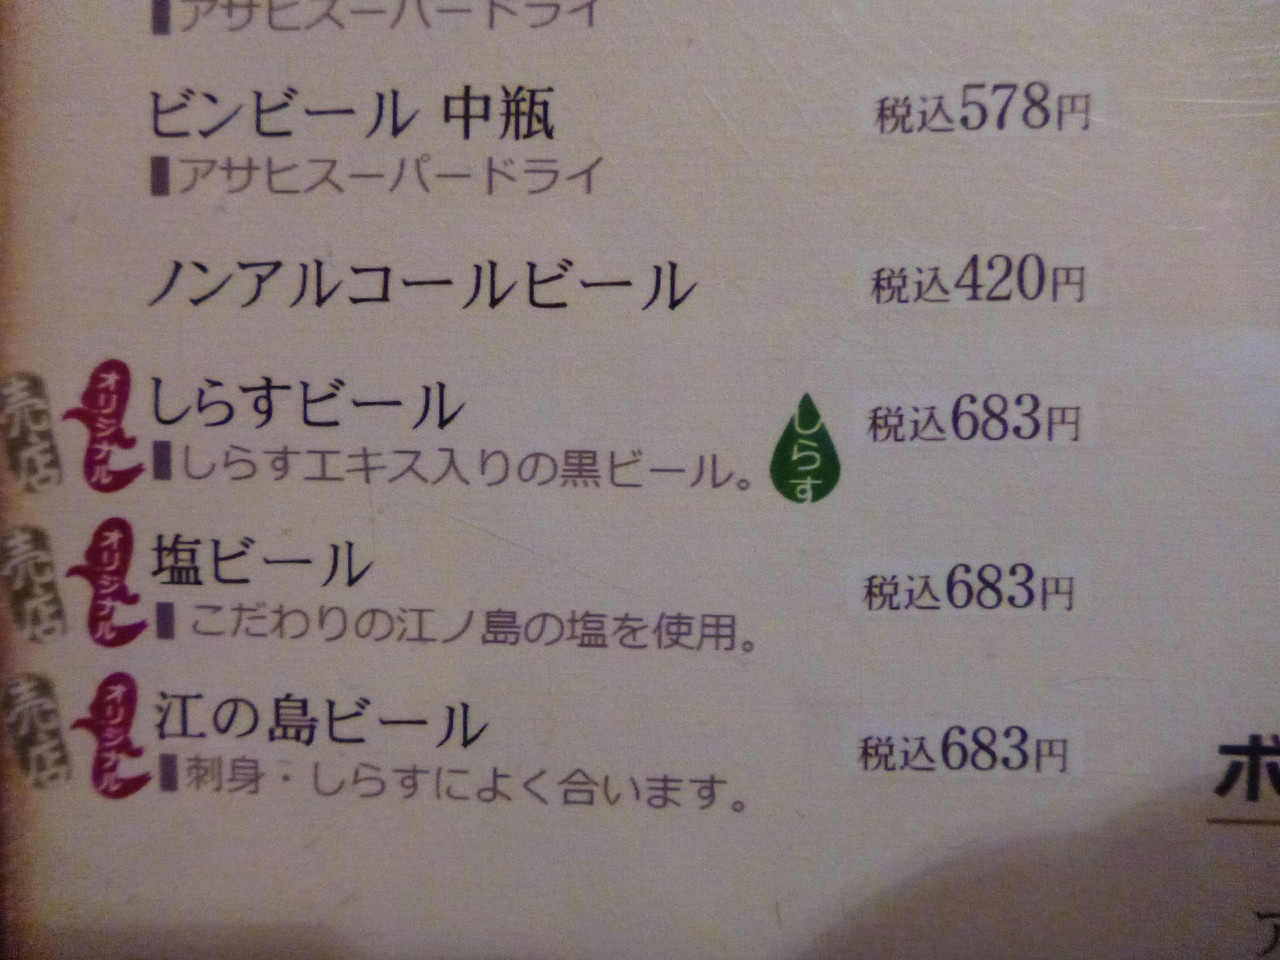 アサヒスーパードライ
ビンビール 中瓶 税込578円
アサヒスーパードライ
ノンアルコールビール 税込420円
売店 オリジナル しらすビール しらす 税込683円
しらすエキス入りの黒ビール。
売店 オリジナル 塩ビール 税込683円
こだわりの江ノ島の塩を使用。
売店 オリジナル 江の島ビール 税込683円
刺身・しらすによく合います。
ボ
ア